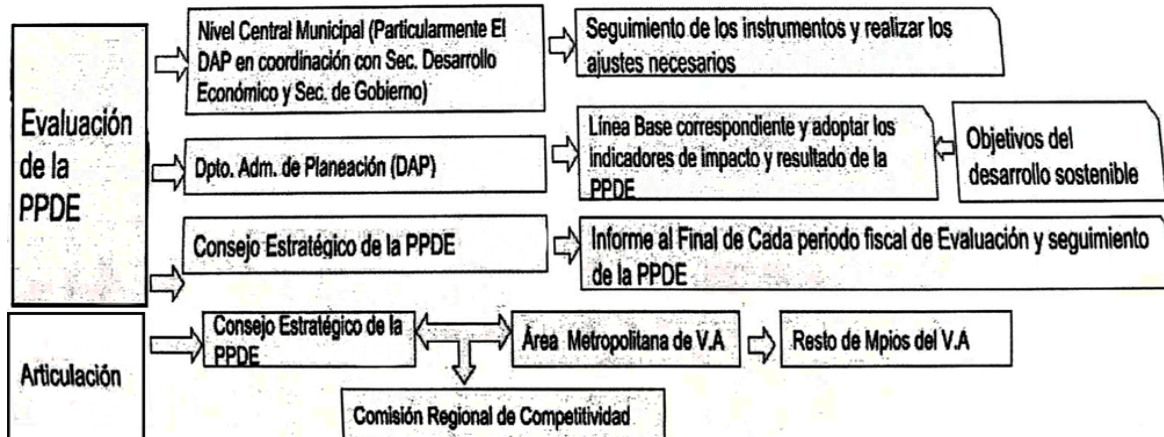 Evaluación
de la
PPDE
Nivel Central Municipal (Particularmente El
DAP en coordinación con Sec. Desarrollo
Económico y Sec. de Gobierno)
Seguimiento de los instrumentos y realizar los
ajustes necesarios
Dpto. Adm. de Planeación (DAP)
Línea Base correspondiente y adoptar los
indicadores de impacto y resultado de la
PPDE
Objetivos del
desarrollo sostenible
Consejo Estratégico de la PPDE
Informe al Final de Cada periodo fiscal de Evaluación y seguimiento
de la PPDE
Articulación
Consejo Estratégico de la
PPDE
Área Metropolitana de V.A
Resto de Mpios del V.A
Comisión Regional de Competitividad